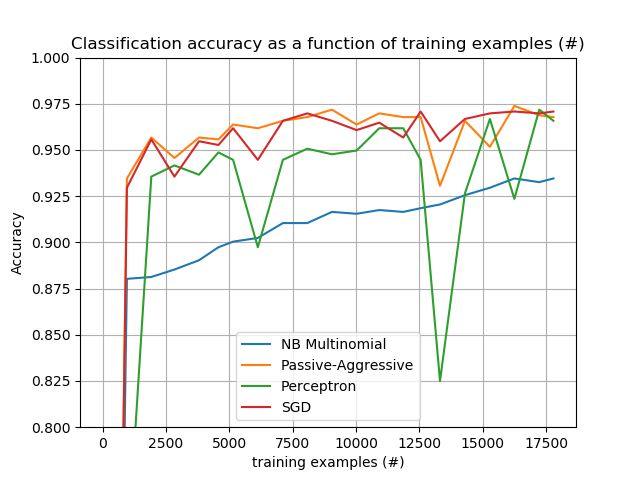 Classification accuracy as a function of training examples (#)
1.000
0.975
0.950
0.925
0.900
0.875
0.850
0.825
0.800
Accuracy
NB Multinomial
Passive-Aggressive
Perceptron
SGD
0 2500 5000 7500 10000 12500 15000 17500
training examples (#)